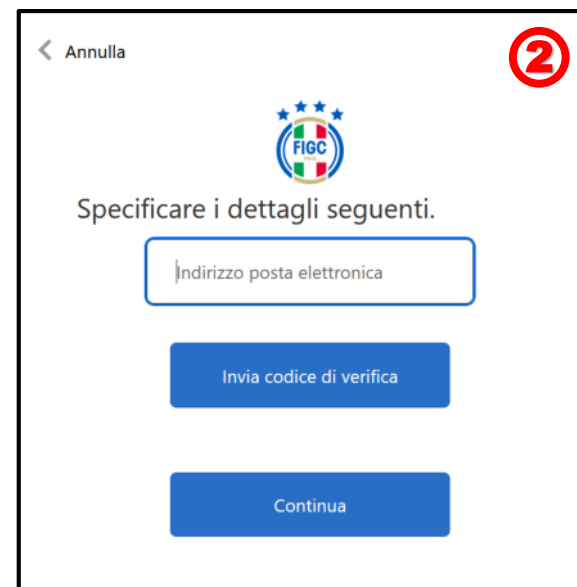 Annulla
2
FIGC
Specificare i dettagli seguenti.
Indirizzo posta elettronica
Invia codice di verifica
Continua